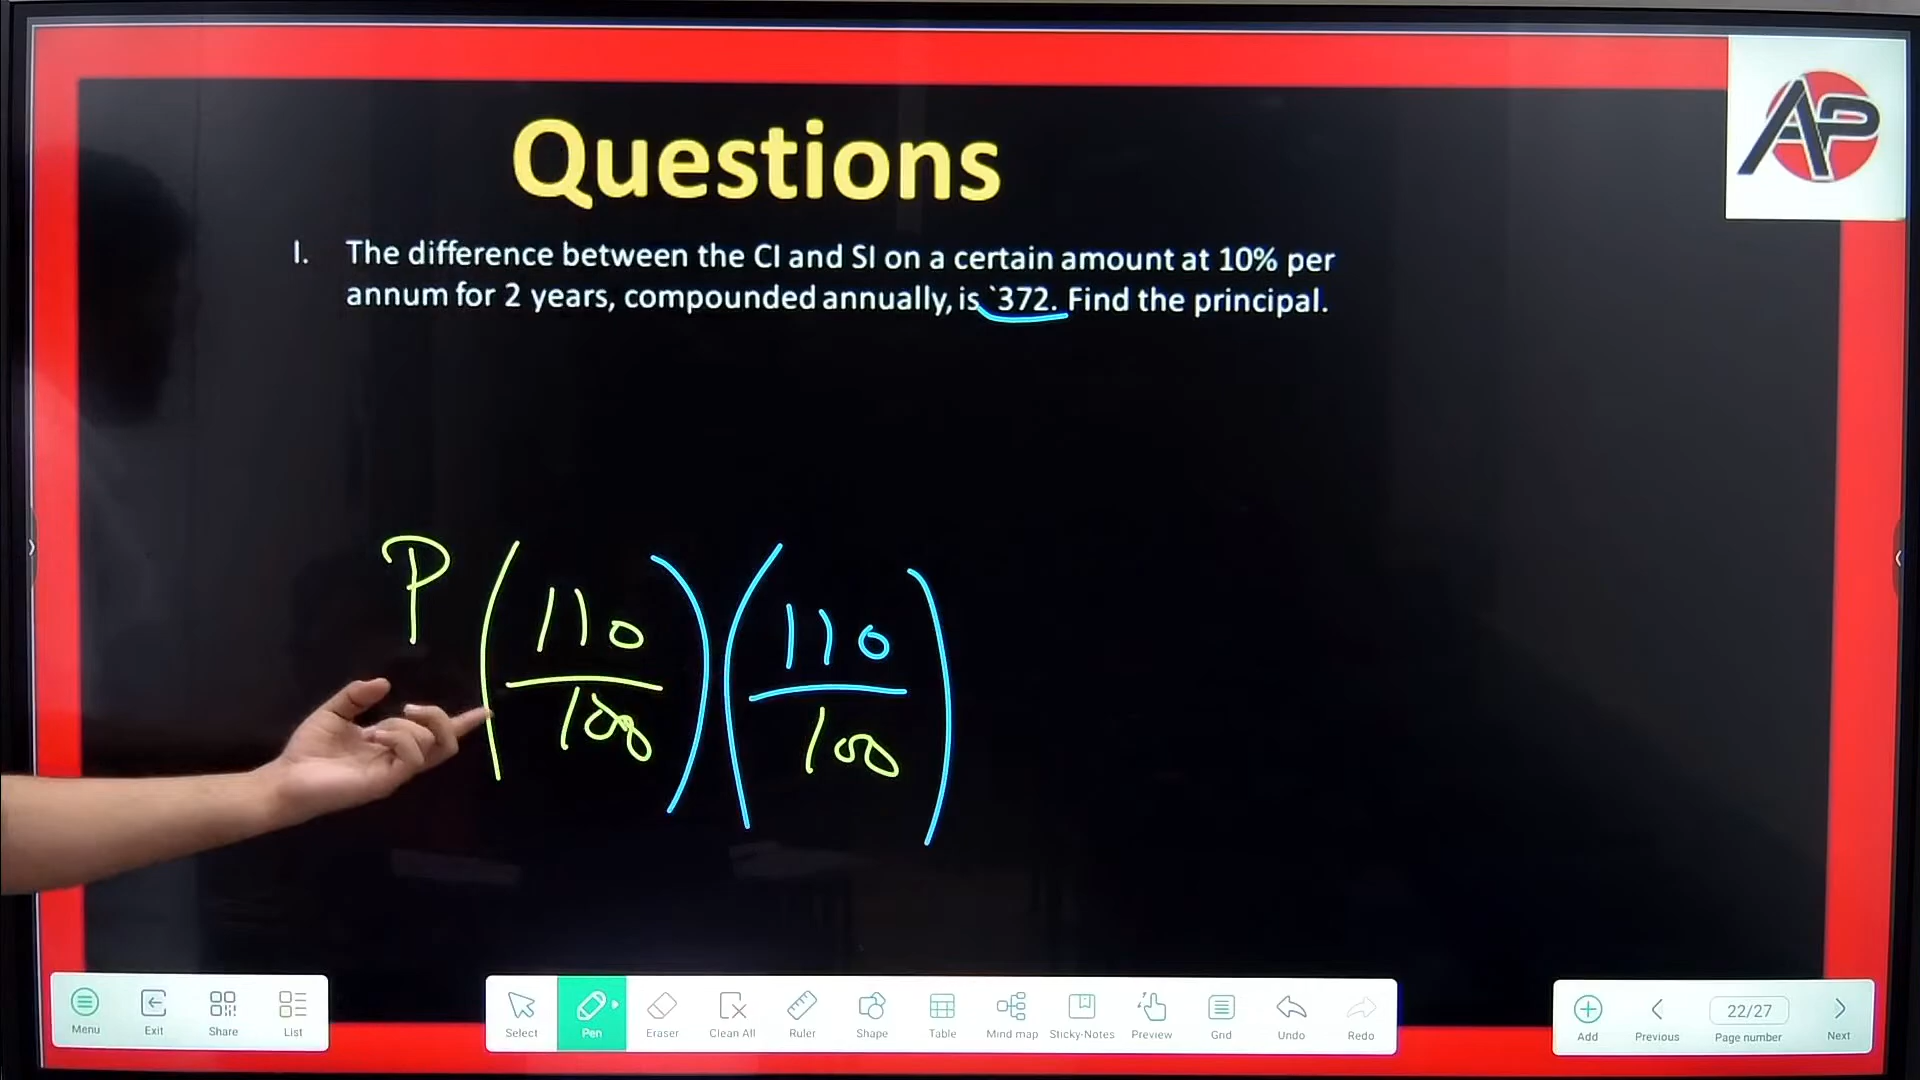 AP
Questions
I. The difference between the CI and SI on a certain amount at 10% per
annum for 2 years, compounded annually, is `372. Find the principal.
P (110/100) (110/100)
Menu Exit Share List
Select Pen Eraser Clean All Ruler Shape Table Mind map Sticky-Notes Preview Grid Undo Redo
Add Previous 22/27 Page number Next